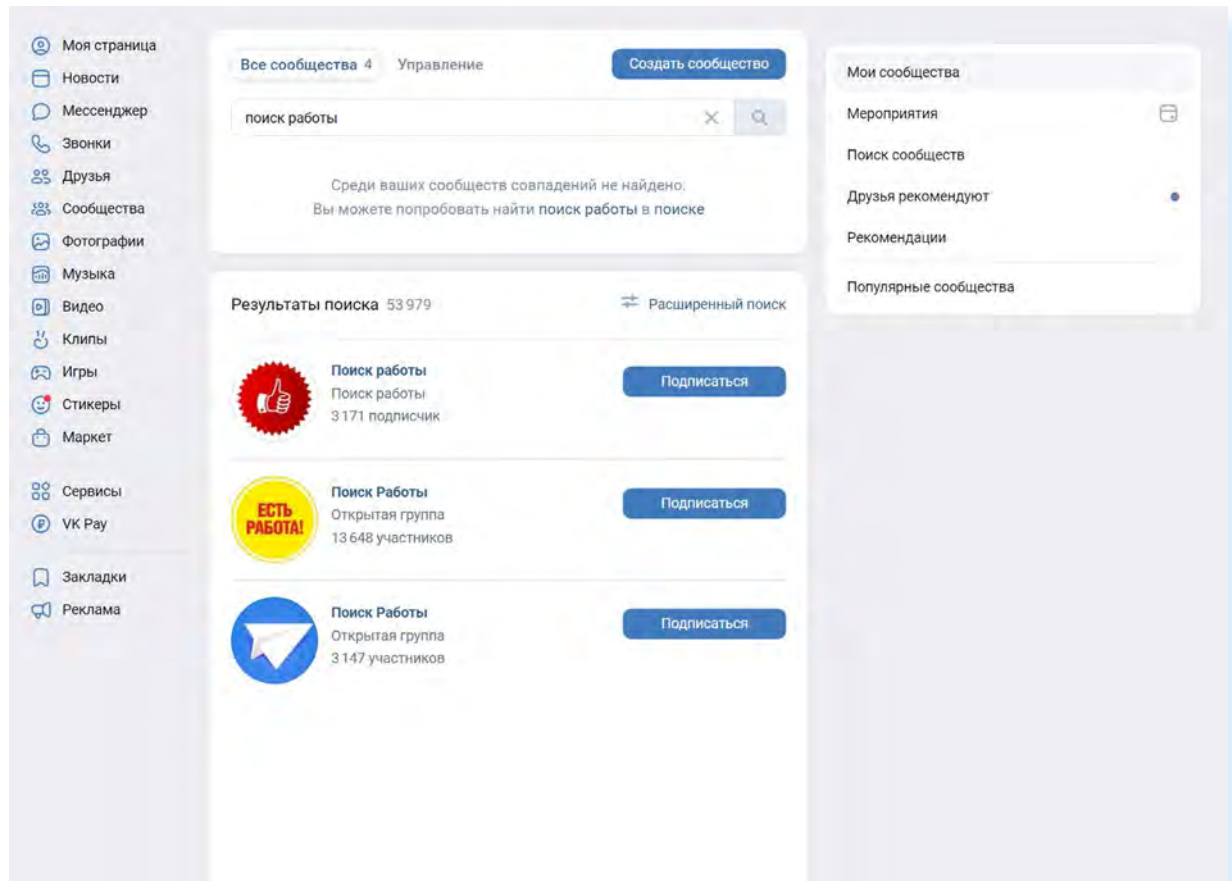 Моя страница
Новости
Мессенджер
Звонки
Друзья
Сообщества
Фотографии
Музыка
Видео
Клипы
Игры
Стикеры
Маркет
Сервисы
VK Pay
Закладки
Реклама
Все сообщества 4 Управление Создать сообщество
поиск работы
Среди ваших сообществ совпадений не найдено.
Вы можете попробовать найти поиск работы в поиске
Результаты поиска 53 979 Расширенный поиск
Поиск работы
Поиск работы
3 171 подписчик
Подписаться
ЕСТЬ
РАБОТА!
Поиск Работы
Открытая группа
13 648 участников
Подписаться
Поиск Работы
Открытая группа
3 147 участников
Подписаться
Мои сообщества
Мероприятия
Поиск сообществ
Друзья рекомендуют
Рекомендации
Популярные сообщества